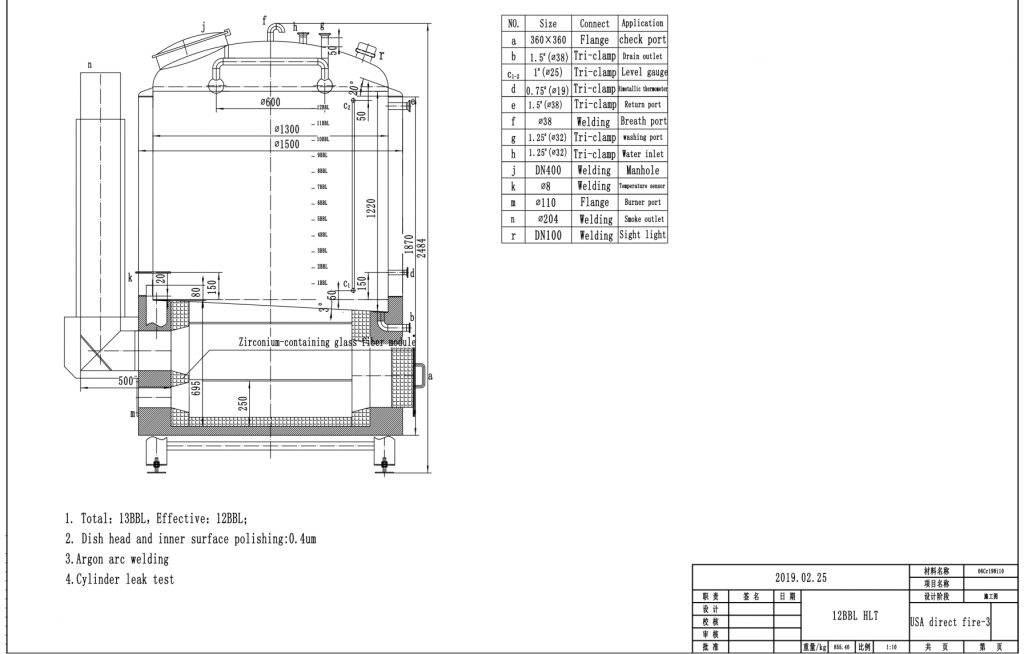 NO. Size Connect Application
a 360×360 Flange check port
b 1.5"(ø38) Tri-clamp Drain outlet
C₁₋₂ 1"(ø25) Tri-clamp Level gauge
d 0.75"(ø19) Tri-clamp Bimetallic thermometer
e 1.5"(ø38) Tri-clamp Return port
f ø38 Welding Breath port
g 1.25"(ø32) Tri-clamp washing port
h 1.25"(ø32) Tri-clamp Water inlet
j DN400 Welding Manhole
k ø8 Welding Temperature sensor
m ø110 Flange Burner port
n ø204 Welding Smoke outlet
r DN100 Welding Sight light
f
g
j
h
50
r
n
20°
ø600
12BBL
C₂
e
50
11BBL
ø1300
10BBL
ø1500
9BBL
8BBL
7BBL
6BBL
1220
5BBL
4BBL
1870
2484
3BBL
2BBL
k
20
150
d
1BBL
C₁
150
80
60
3°
b
Zirconium-containing glass fiber module
500
695
a
250
m
1. Total: 13BBL, Effective: 12BBL;
2. Dish head and inner surface polishing:0.4um
3.Argon arc welding
4.Cylinder leak test
2019.02.25
材料名称 06Cr19Ni10
项目名称
职责 签名 日期
设计阶段 施工图
设计
12BBL HLT
USA direct fire-3
校核
审核
批准
重量/kg 855.40 比例 1:10
共 页 第 页